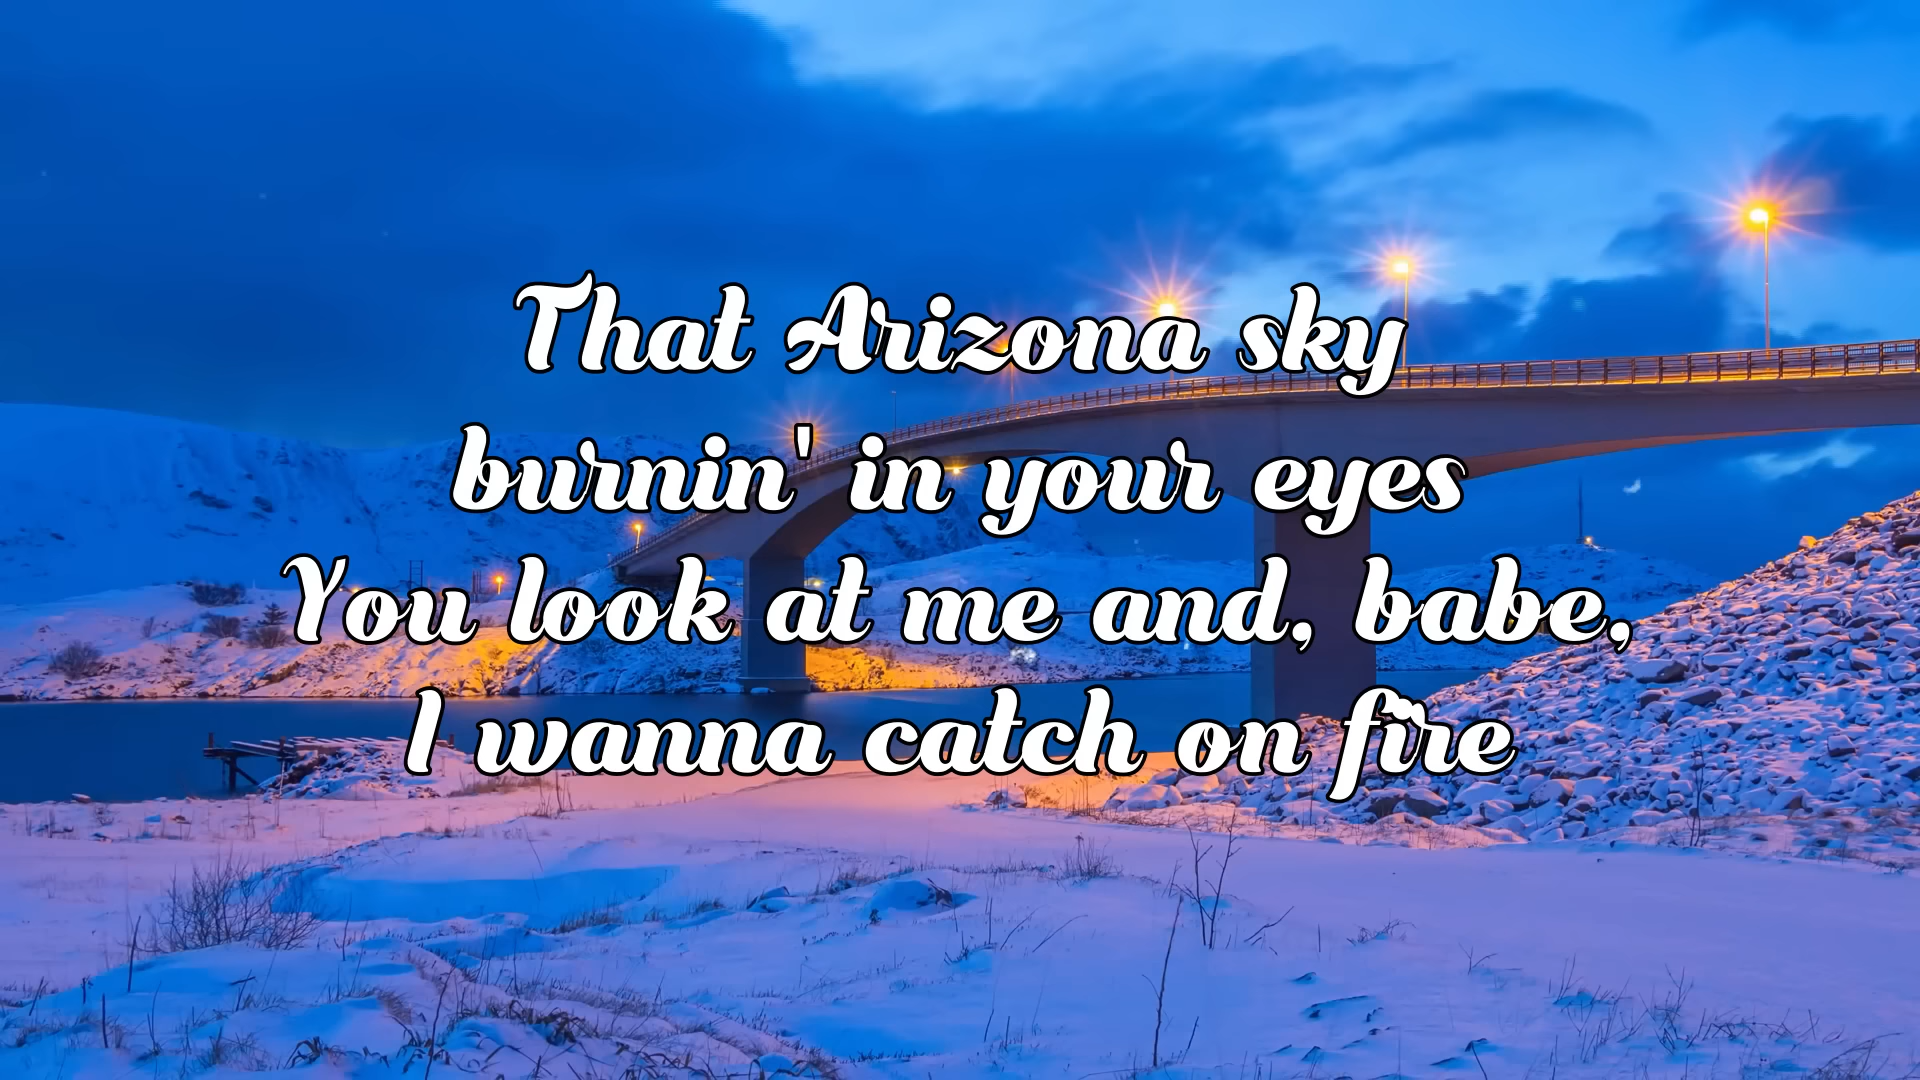 That Arizona sky
burnin' in your eyes
You look at me and, babe,
I wanna catch on fire